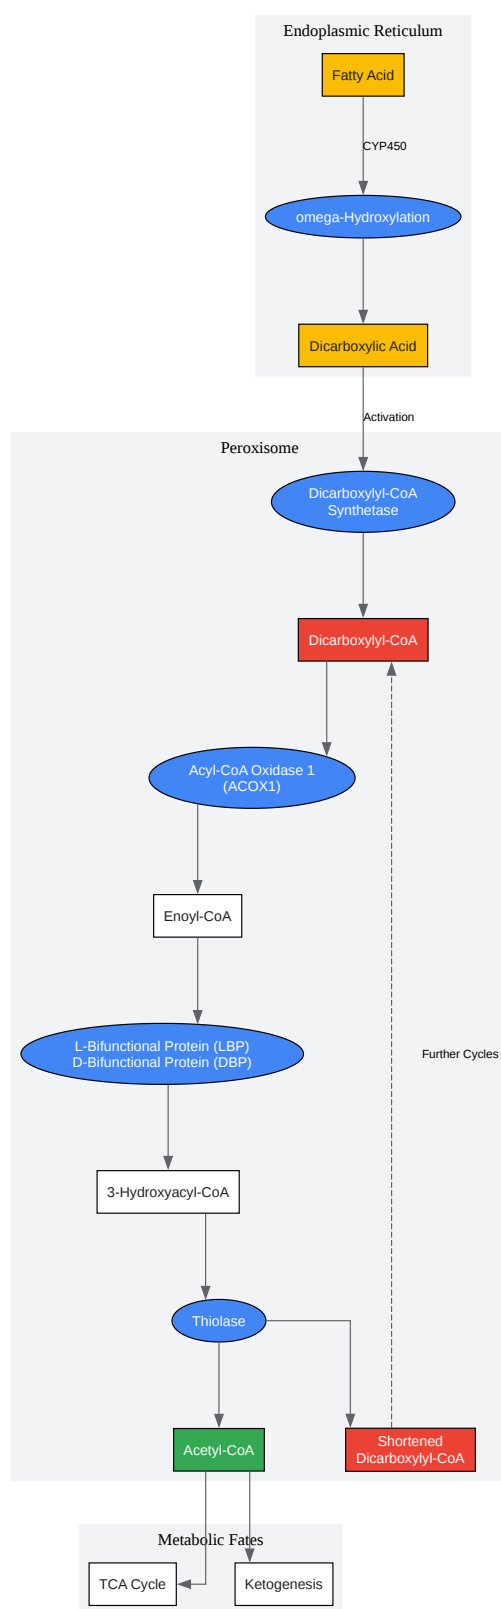 Endoplasmic Reticulum
Fatty Acid
CYP450
omega-Hydroxylation
Dicarboxylic Acid
Activation
Peroxisome
Dicarboxylyl-CoA
Synthetase
Dicarboxylyl-CoA
Acyl-CoA Oxidase 1
(ACOX1)
Enoyl-CoA
L-Bifunctional Protein (LBP)
D-Bifunctional Protein (DBP)
Further Cycles
3-Hydroxyacyl-CoA
Thiolase
Acetyl-CoA
Shortened
Dicarboxylyl-CoA
Metabolic Fates
TCA Cycle
Ketogenesis